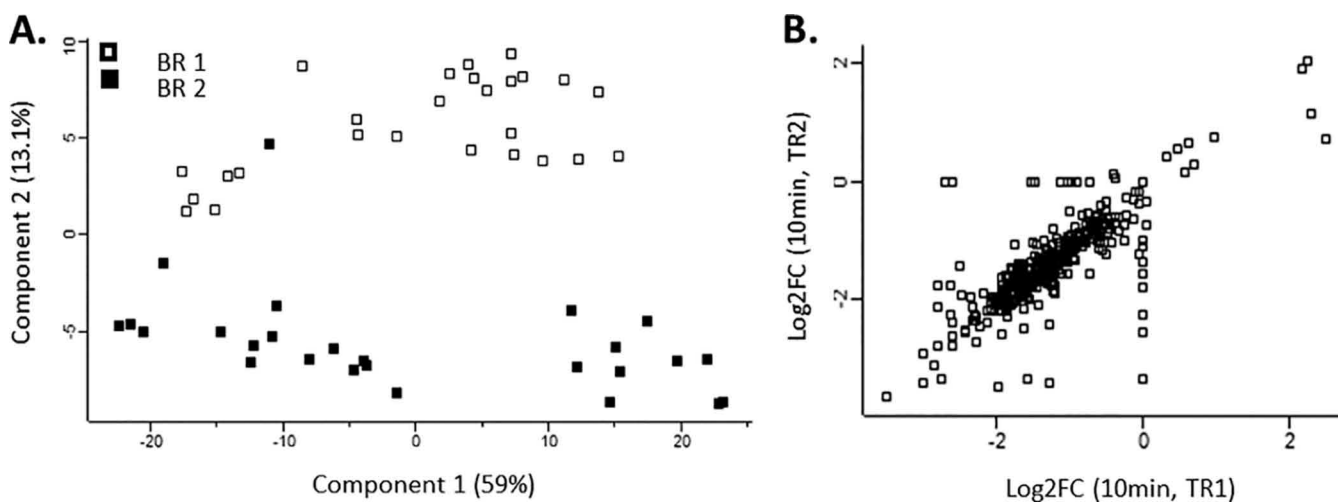 A.
BR 1
BR 2
Component 2 (13.1%)
10
5
0
-5
-20
-10
0
10
20
Component 1 (59%)
B.
Log2FC (10min, TR2)
2
0
-2
-2
0
2
Log2FC (10min, TR1)